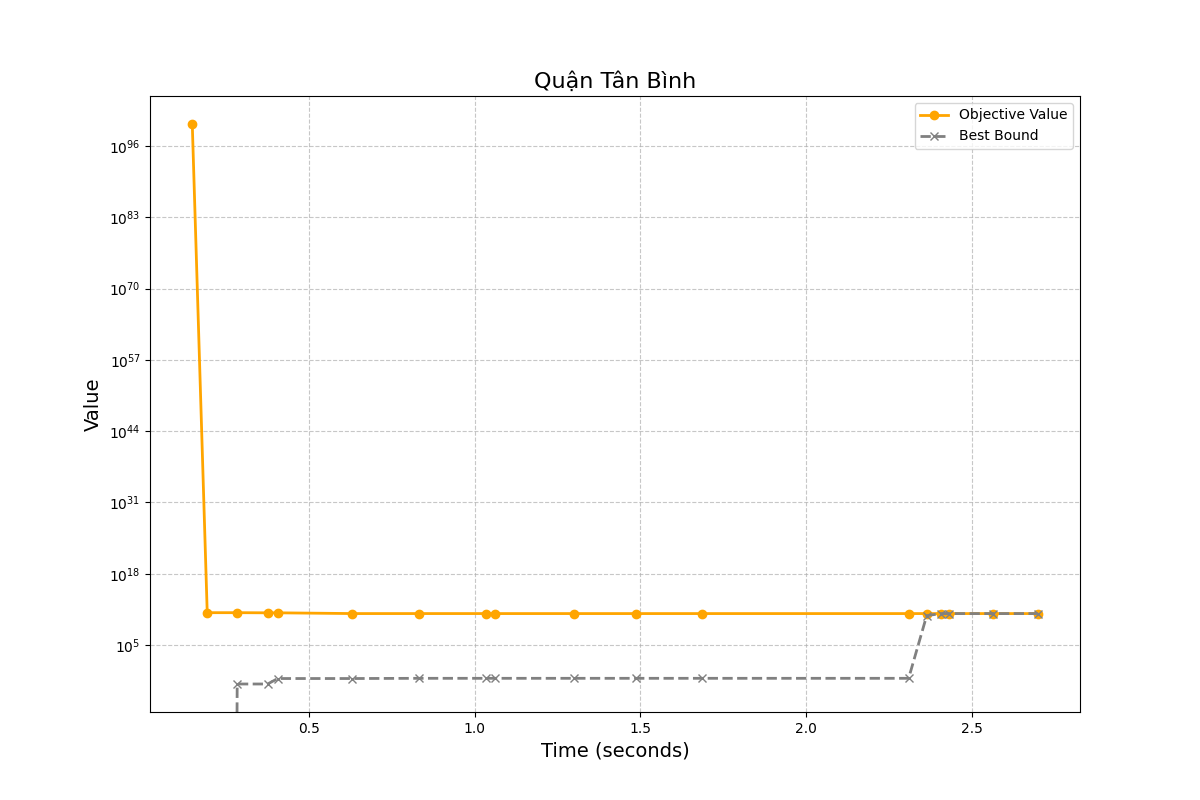 Quận Tân Bình
Objective Value
Best Bound
Value
10^96
10^83
10^70
10^57
10^44
10^31
10^18
10^5
0.5 1.0 1.5 2.0 2.5
Time (seconds)